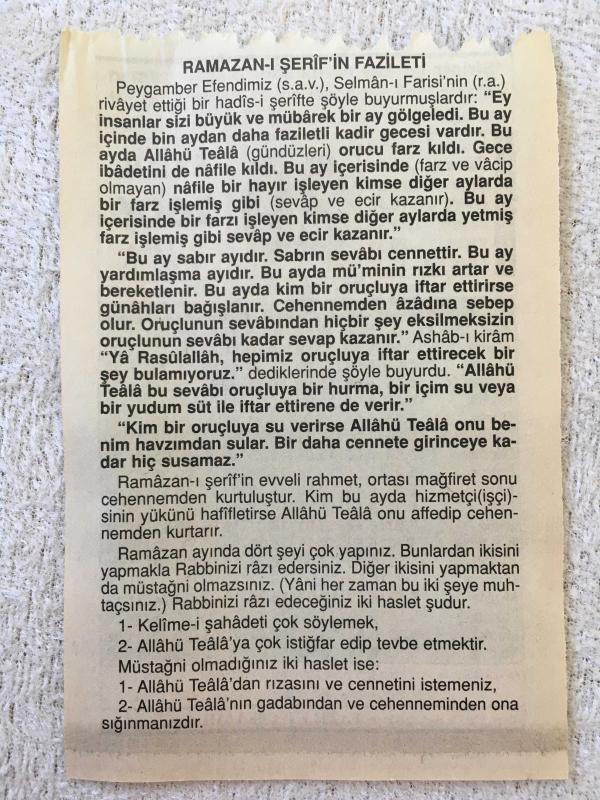 RAMAZAN-I ŞERÎF'İN FAZİLETİ
Peygamber Efendimiz (s.a.v.), Selmân-ı Farisi'nin (r.a.)
rivâyet ettiği bir hadîs-i şerîfte şöyle buyurmuşlardır: “Ey
insanlar sizi büyük ve mübârek bir ay gölgeledi. Bu ay
içinde bin aydan daha faziletli kadir gecesi vardır. Bu
ayda Allâhü Teâlâ (gündüzleri) orucu farz kıldı. Gece
ibâdetini de nâfile kıldı. Bu ay içerisinde (farz ve vâcip
olmayan) nâfile bir hayır işleyen kimse diğer aylarda
bir farz işlemiş gibi (sevâp ve ecir kazanır). Bu ay
içerisinde bir farzı işleyen kimse diğer aylarda yetmiş
farz işlemiş gibi sevâp ve ecir kazanır.”
“Bu ay sabır ayıdır. Sabrın sevâbı cennettir. Bu ay
yardımlaşma ayıdır. Bu ayda mü'minin rızkı artar ve
bereketlenir. Bu ayda kim bir oruçluya iftar ettirirse
günâhları bağışlanır. Cehennemden âzâdına sebep
olur. Oruçlunun sevâbından hiçbir şey eksilmeksizin
oruçlunun sevâbı kadar sevap kazanır.” Ashâb-ı kirâm
“Yâ Rasûlallâh, hepimiz oruçluya iftar ettirecek bir
şey bulamıyoruz.” dediklerinde şöyle buyurdu. “Allâhü
Teâlâ bu sevâbı oruçluya bir hurma, bir içim su veya
bir yudum süt ile iftar ettirene de verir.”
“Kim bir oruçluya su verirse Allâhü Teâlâ onu be-
nim havzımdan sular. Bir daha cennete girinceye ka-
dar hiç susamaz.”
Ramâzan-ı şerîf'in evveli rahmet, ortası mağfiret sonu
cehennemden kurtuluştur. Kim bu ayda hizmetçi(işçi)-
sinin yükünü hafîfletirse Allâhü Teâlâ onu affedip cehen-
nemden kurtarır.
Ramâzan ayında dört şeyi çok yapınız. Bunlardan ikisini
yapmakla Rabbinizi râzı edersiniz. Diğer ikisini yapmaktan
da müstağni olmazsınız. (Yâni her zaman bu iki şeye muh-
taçsınız.) Rabbinizi râzı edeceğiniz iki haslet şudur.
1- Kelîme-i şahâdeti çok söylemek,
2- Allâhü Teâlâ'ya çok istiğfar edip tevbe etmektir.
Müstağni olmadığınız iki haslet ise:
1- Allâhü Teâlâ'dan rızasını ve cennetini istemeniz,
2- Allâhü Teâlâ'nın gadabından ve cehenneminden ona
sığınmanızdır.